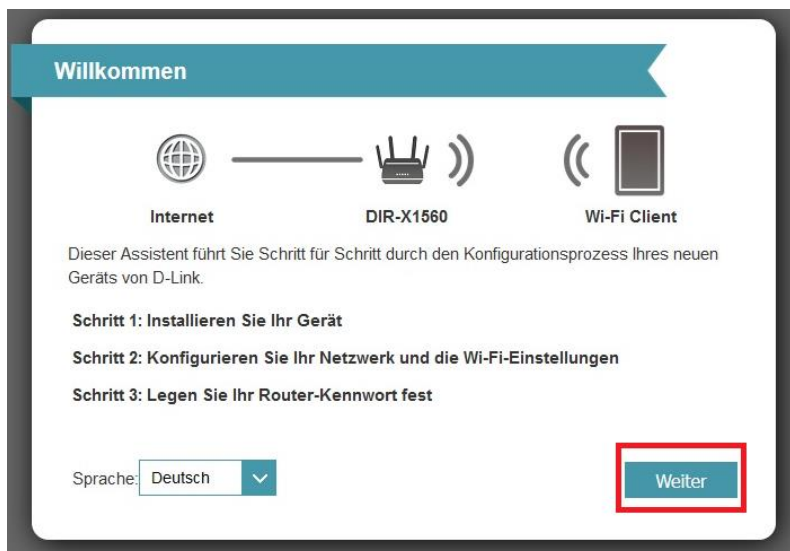 Willkommen
Internet
DIR-X1560
Wi-Fi Client
Dieser Assistent führt Sie Schritt für Schritt durch den Konfigurationsprozess Ihres neuen
Geräts von D-Link.
Schritt 1: Installieren Sie Ihr Gerät
Schritt 2: Konfigurieren Sie Ihr Netzwerk und die Wi-Fi-Einstellungen
Schritt 3: Legen Sie Ihr Router-Kennwort fest
Sprache: Deutsch
Weiter